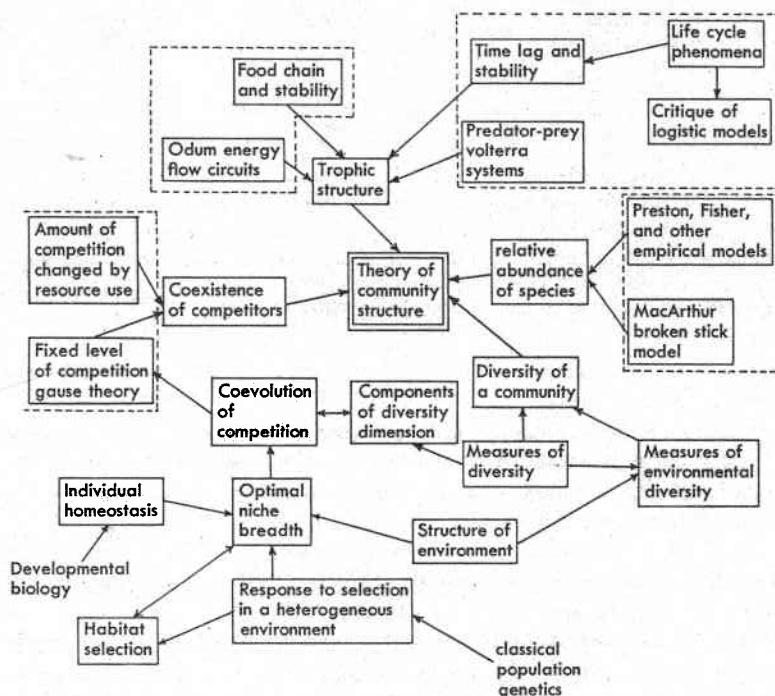 Life cycle
phenomena
Time lag and
stability
Food chain
and stability
Critique of
logistic models
Odum energy
flow circuits
Trophic
structure
Predator-prey
volterra
systems
Preston, Fisher,
and other
empirical models
Amount of
competition
changed by
resource use
Coexistence
of competitors
Theory of
community
structure
relative
abundance
of species
MacArthur
broken stick
model
Fixed level
of competition
gause theory
Coevolution
of
competition
Components
of diversity
dimension
Diversity of
a community
Measures of
diversity
Measures of
environmental
diversity
Individual
homeostasis
Optimal
niche
breadth
Structure of
environment
Developmental
biology
Habitat
selection
Response to selection
in a heterogeneous
environment
classical
population
genetics